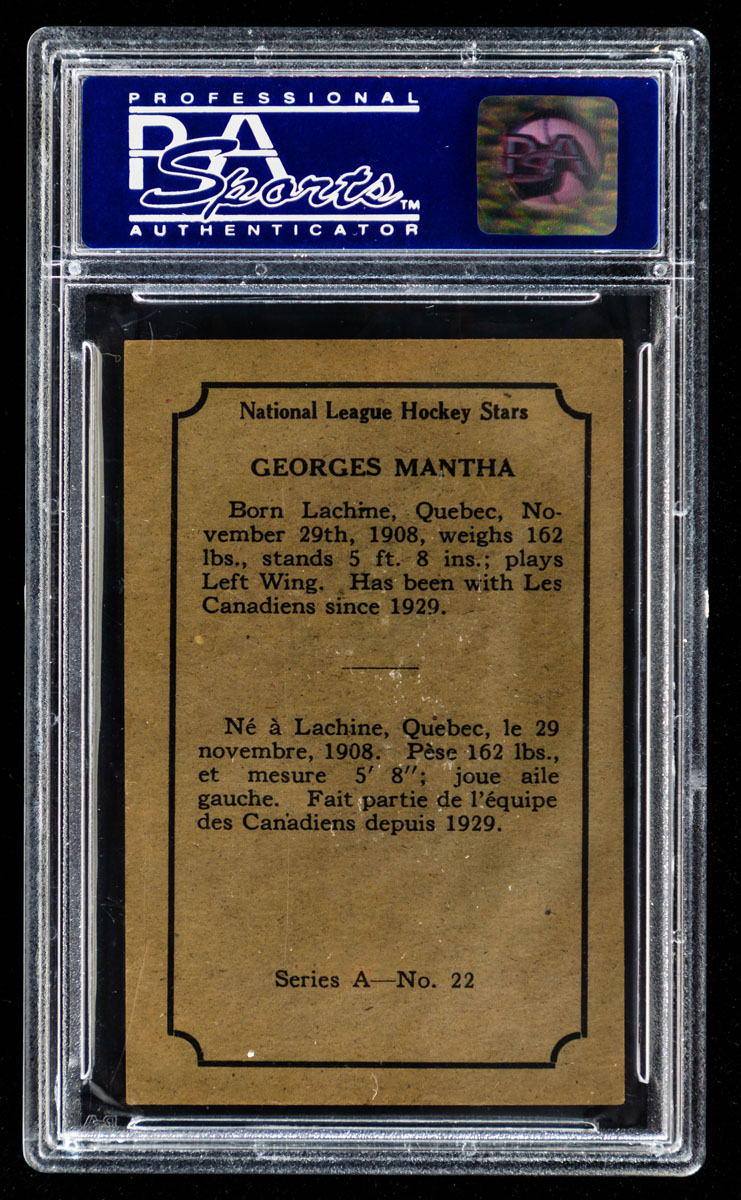 PROFESSIONAL
PSA
Sports™
AUTHENTICATOR
PSA
National League Hockey Stars
GEORGES MANTHA
Born Lachine, Quebec, No-
vember 29th, 1908, weighs 162
lbs., stands 5 ft. 8 ins.; plays
Left Wing. Has been with Les
Canadiens since 1929.
Né à Lachine, Quebec, le 29
novembre, 1908. Pèse 162 lbs.,
et mesure 5' 8"; joue aile
gauche. Fait partie de l'équipe
des Canadiens depuis 1929.
Series A—No. 22